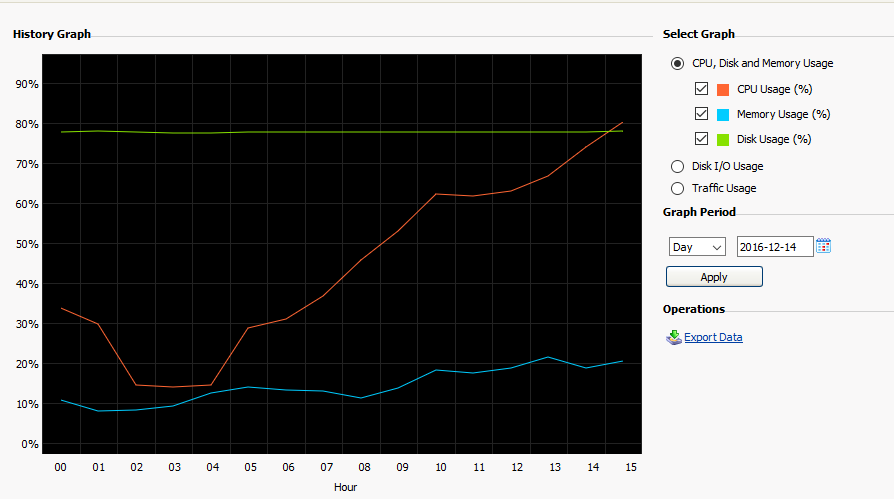 History Graph
90%
80%
70%
60%
50%
40%
30%
20%
10%
0%
00 01 02 03 04 05 06 07 08 09 10 11 12 13 14 15
Hour
Select Graph
CPU, Disk and Memory Usage
CPU Usage (%)
Memory Usage (%)
Disk Usage (%)
Disk I/O Usage
Traffic Usage
Graph Period
Day 2016-12-14
Apply
Operations
Export Data